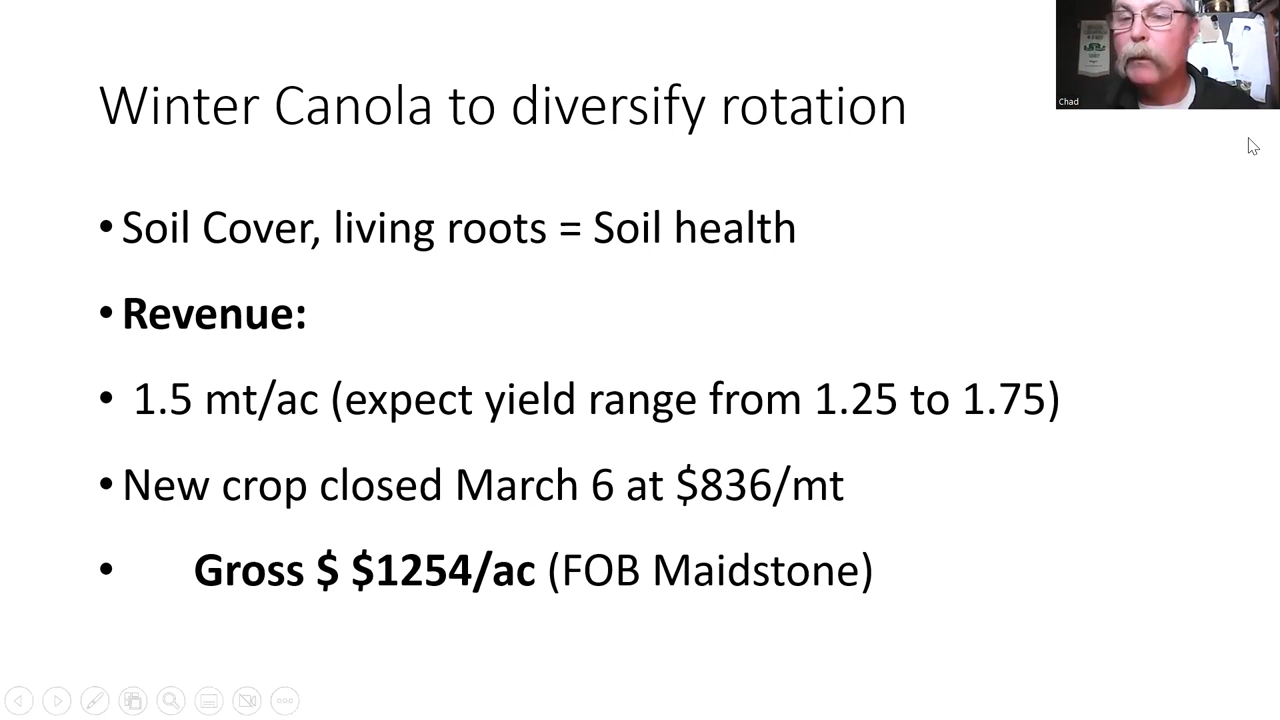 Winter Canola to diversify rotation
• Soil Cover, living roots = Soil health
• Revenue:
• 1.5 mt/ac (expect yield range from 1.25 to 1.75)
• New crop closed March 6 at $836/mt
• Gross $ $1254/ac (FOB Maidstone)
Chad